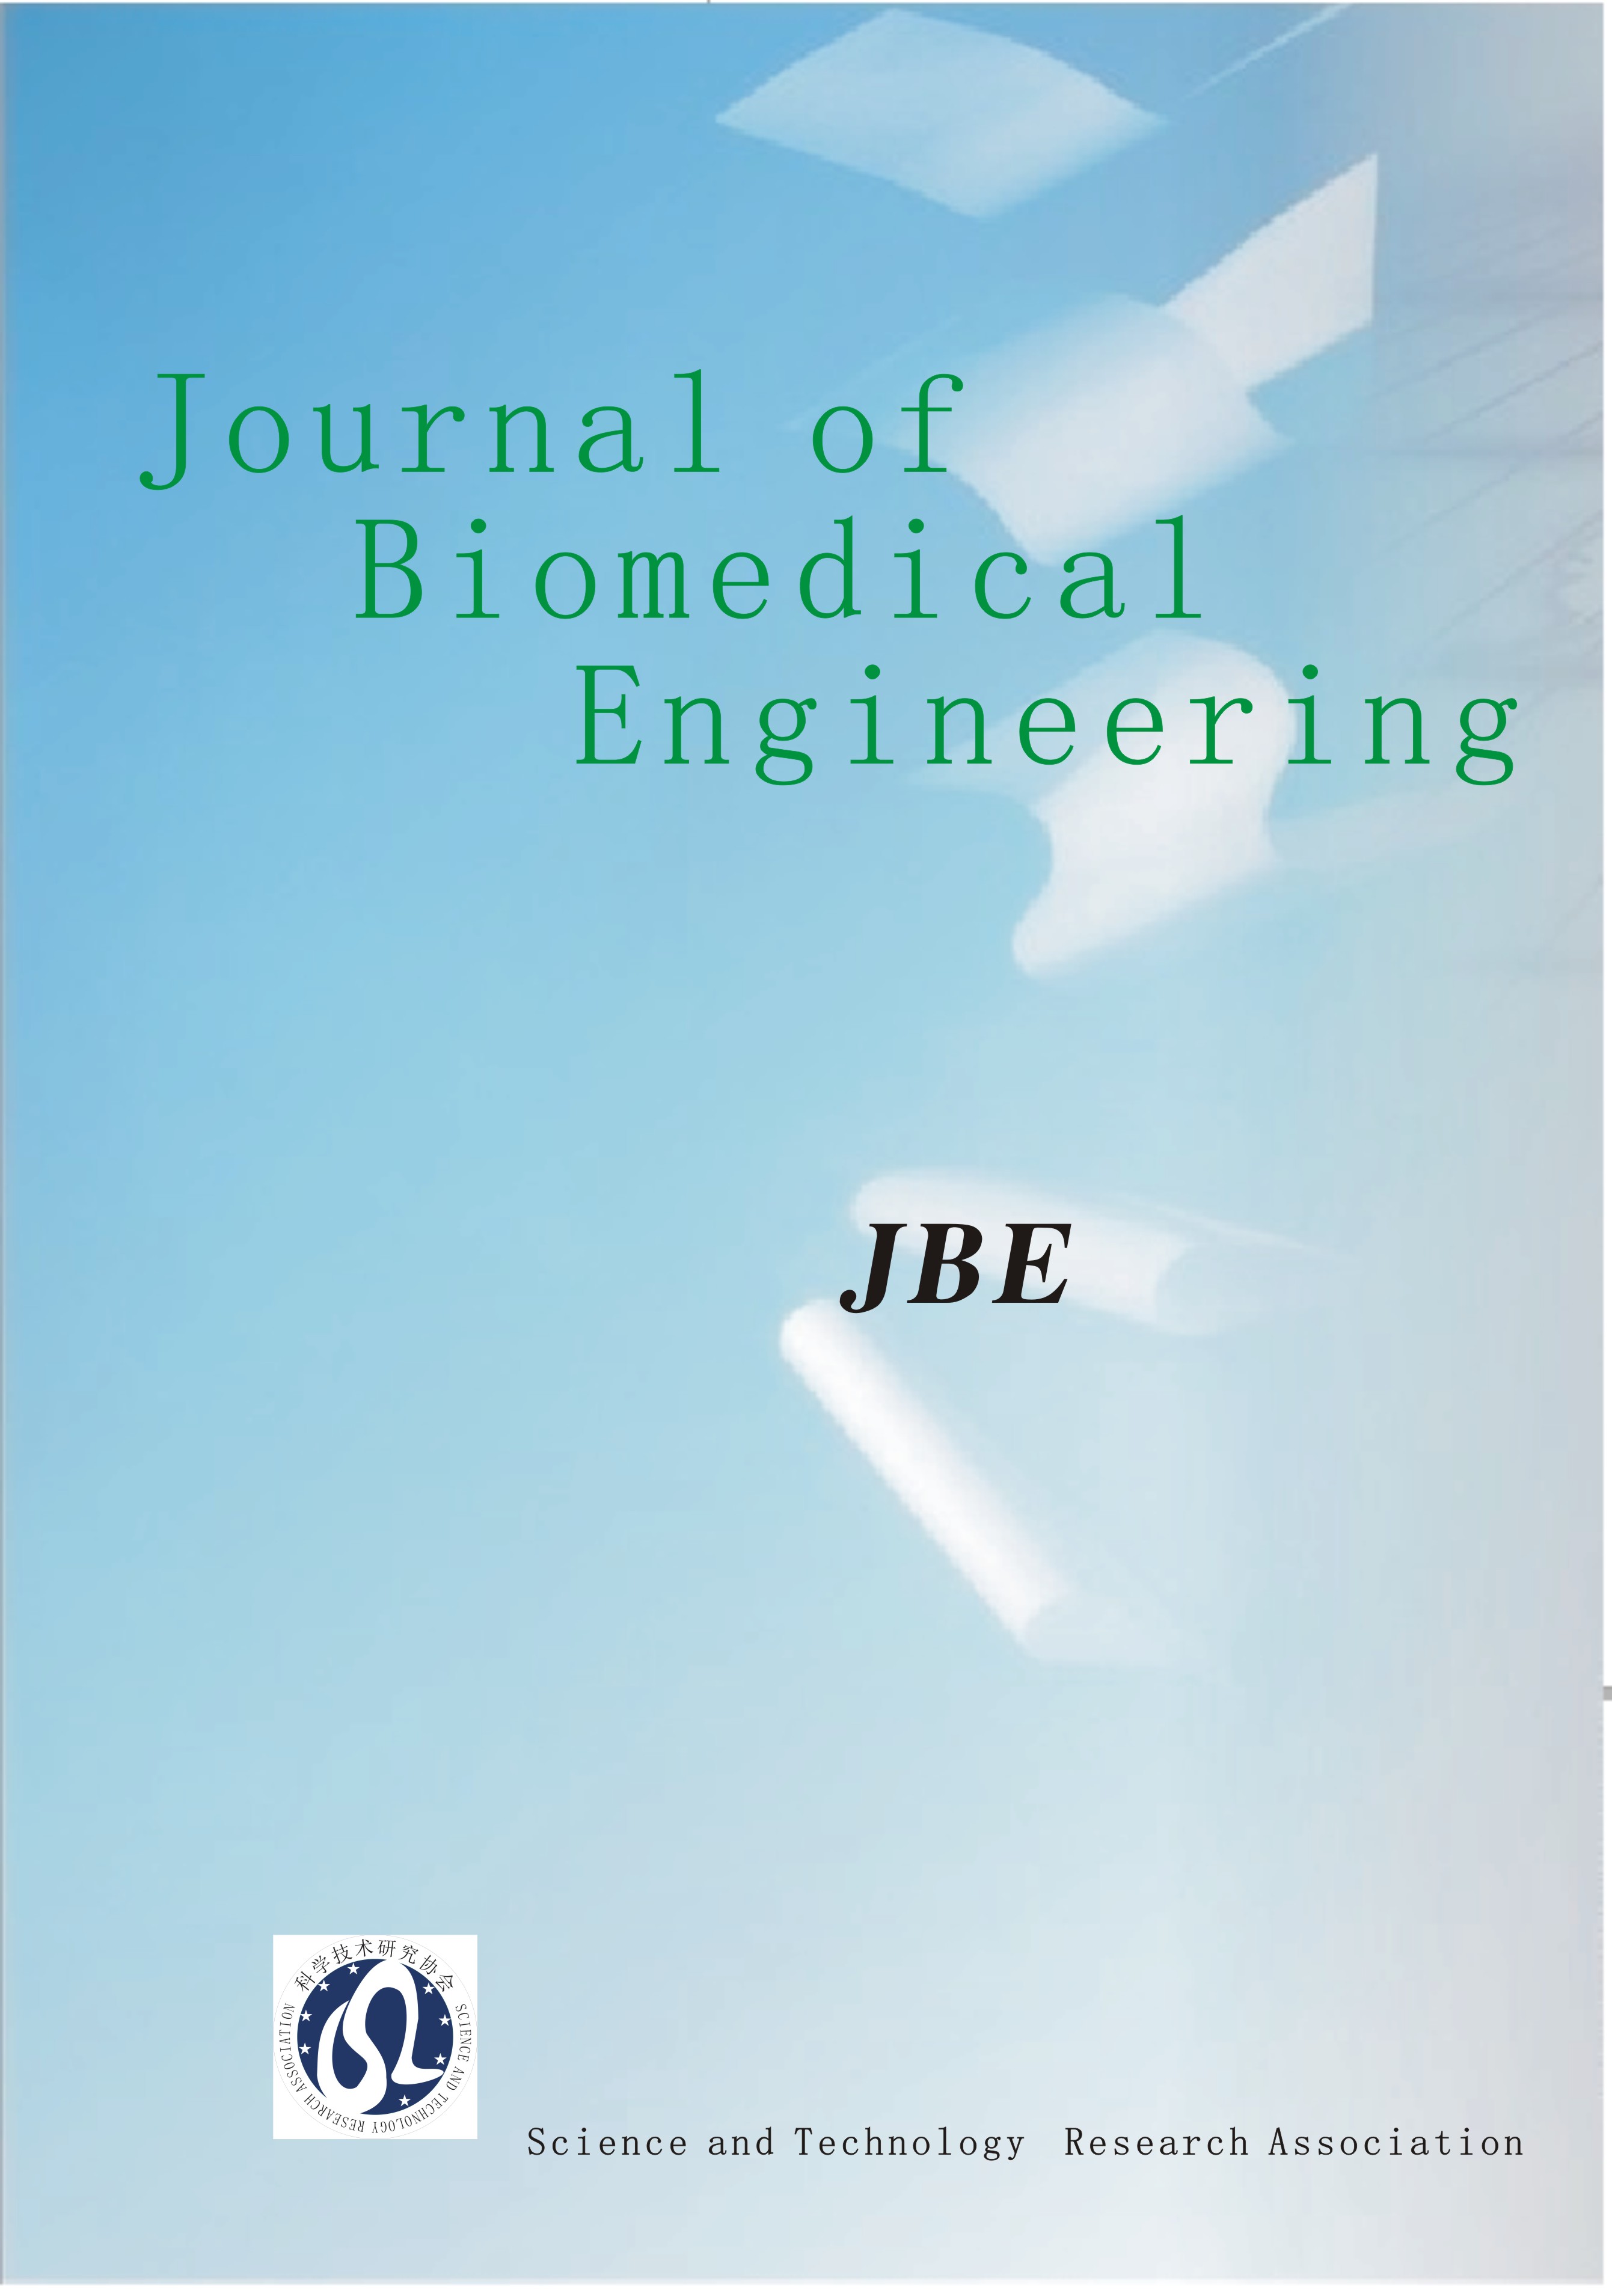 Journal of
Biomedical
Engineering
JBE
科学技术研究协会
SCIENCE AND TECHNOLOGY RESEARCH ASSOCIATION
Science and Technology Research Association